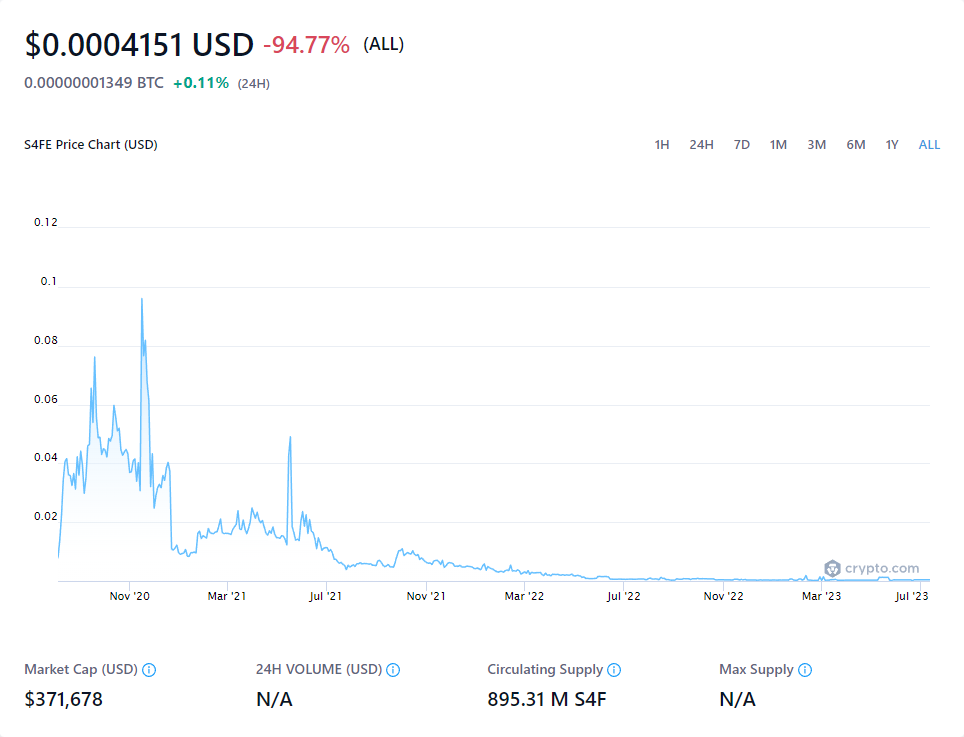 $0.0004151 USD -94.77% (ALL)
0.00000001349 BTC +0.11% (24H)
S4FE Price Chart (USD) 1H 24H 7D 1M 3M 6M 1Y ALL
0.12
0.1
0.08
0.06
0.04
0.02
crypto.com
Nov '20 Mar '21 Jul '21 Nov '21 Mar '22 Jul '22 Nov '22 Mar '23 Jul '23
Market Cap (USD) 24H VOLUME (USD) Circulating Supply Max Supply
$371,678 N/A 895.31 M S4F N/A